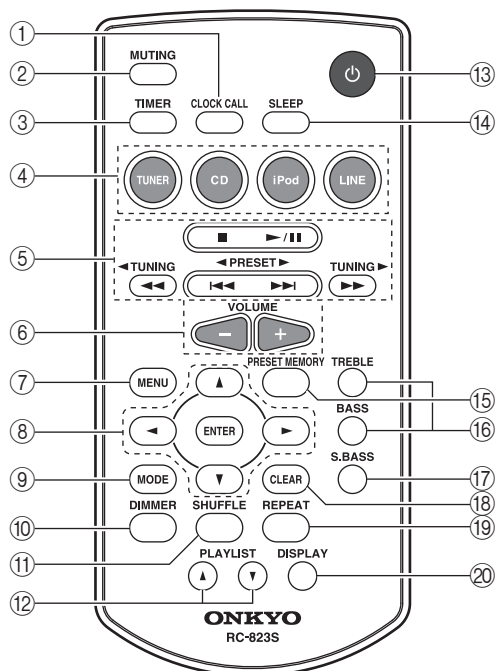 ①
② MUTING ⑬
③ TIMER CLOCK CALL SLEEP ⑭
④ TUNER CD iPod LINE
■ ►/❚❚
⑤ ◄TUNING ◄PRESET► TUNING►
◄◄ I◄◄ ►►I ►►
VOLUME
⑥ − +
⑦ MENU ▲ PRESET MEMORY TREBLE ⑮
⑧ ◄ ENTER ► BASS ⑯
S.BASS ⑰
⑨ MODE ▼ CLEAR ⑱
⑩ DIMMER SHUFFLE REPEAT ⑲
⑪
PLAYLIST DISPLAY
⑫ ▲ ▼ ⑳
ONKYO
RC-823S